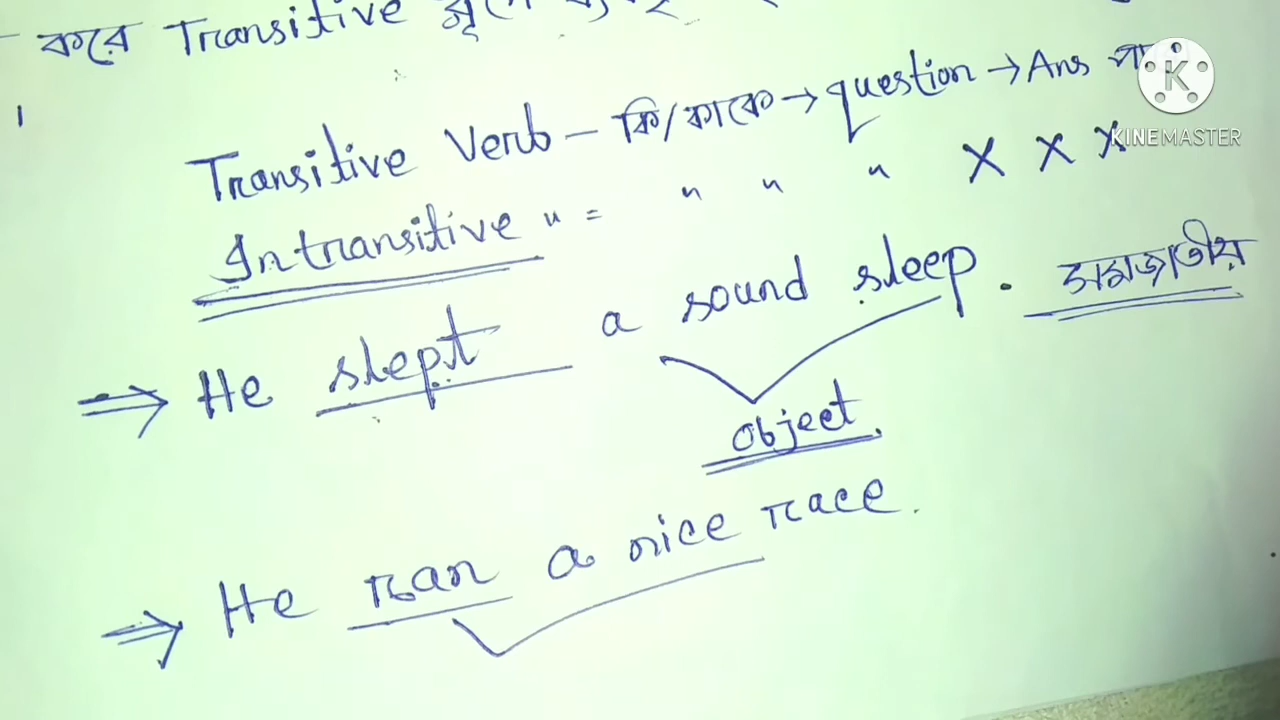 করে Transitive
Transitive Verb – কি/কাকে → question → Ans
Intransitive " = " " " X X X
⇒ He slept a sound sleep. সমজাতীয়
object.
⇒ He ran a nice race.
KINEMASTER